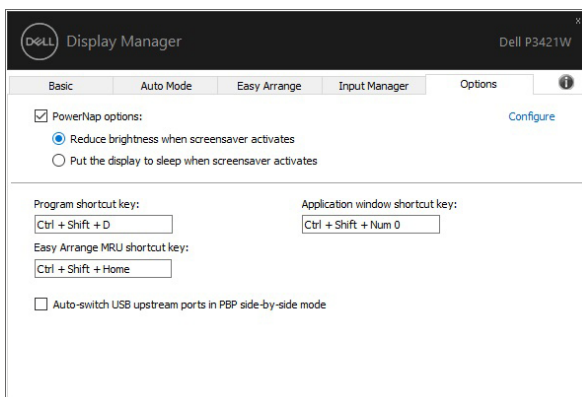 x
DELL Display Manager
Dell P3421W
Basic Auto Mode Easy Arrange Input Manager Options i
PowerNap options:
Configure
Reduce brightness when screensaver activates
Put the display to sleep when screensaver activates
Program shortcut key:
Application window shortcut key:
Ctrl + Shift + D
Ctrl + Shift + Num 0
Easy Arrange MRU shortcut key:
Ctrl + Shift + Home
Auto-switch USB upstream ports in PBP side-by-side mode